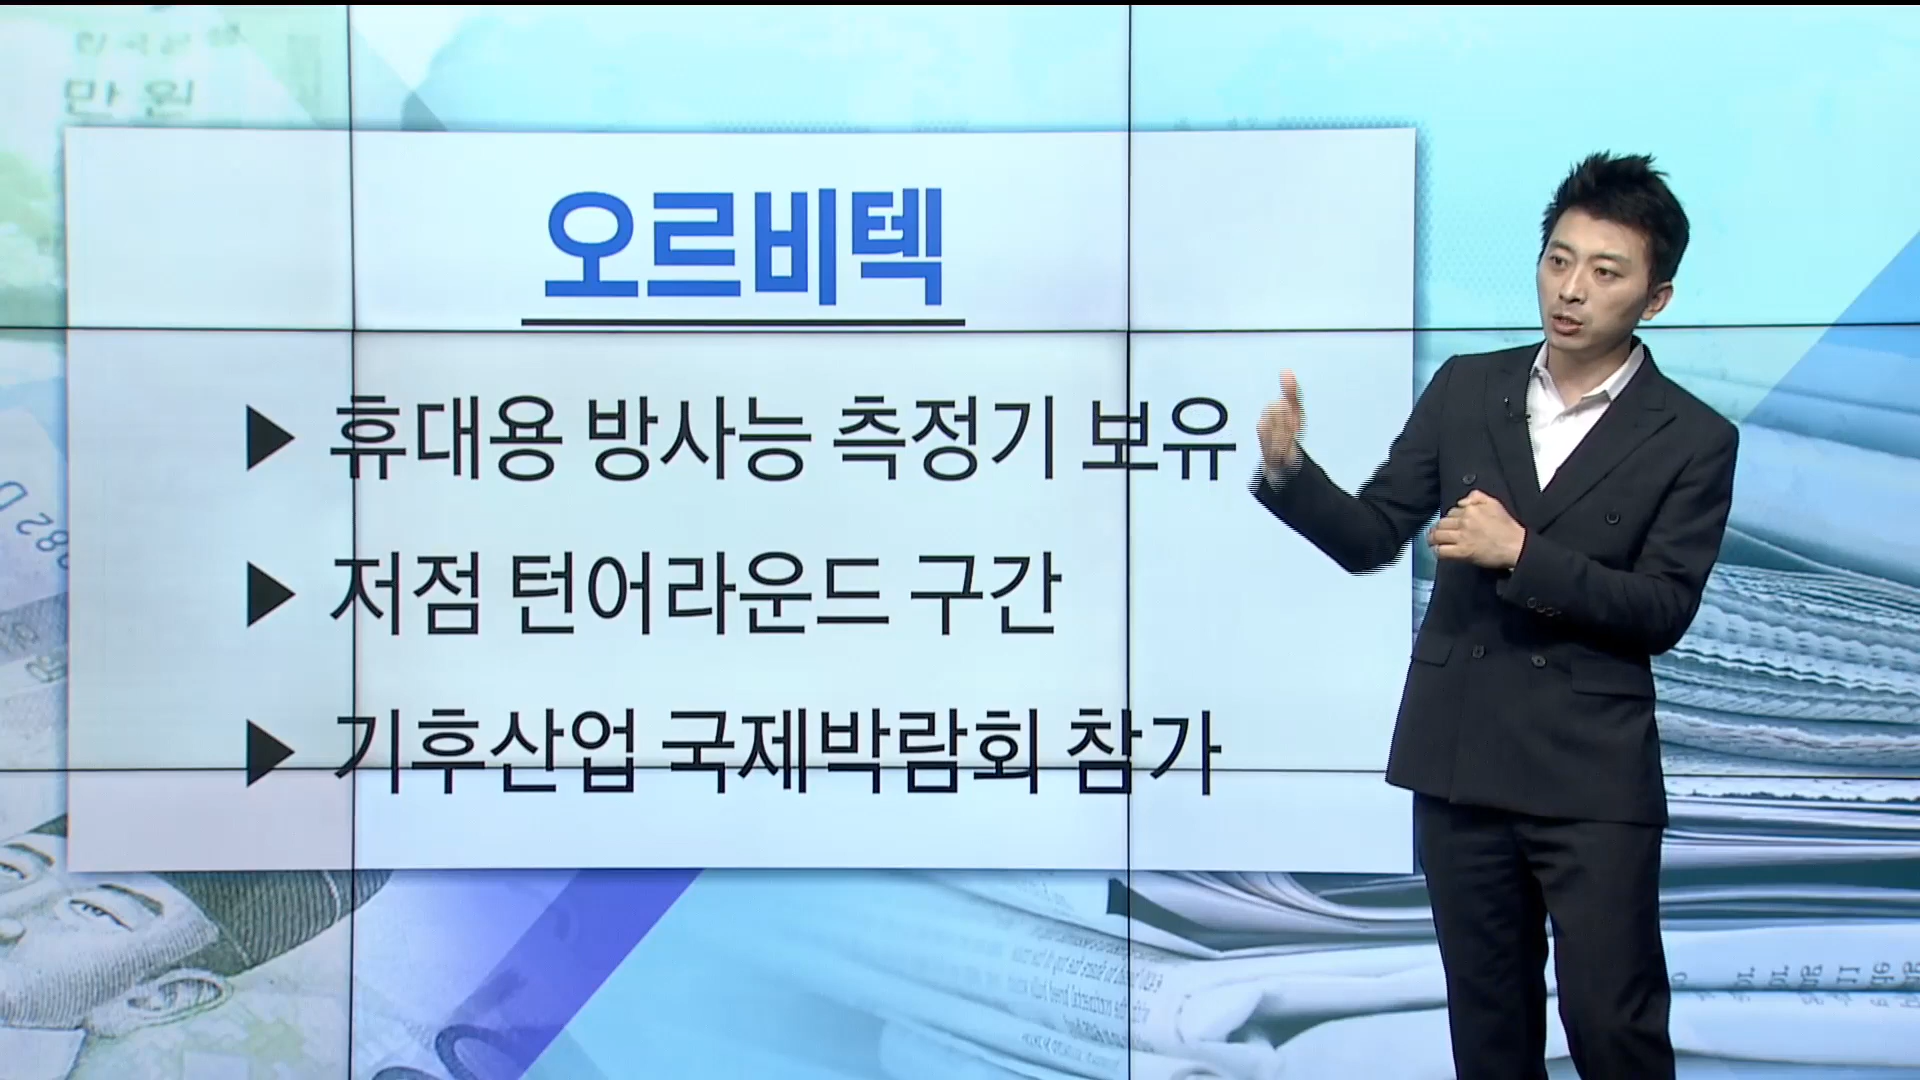 만 원
오르비텍
▶ 휴대용 방사능 측정기 보유
▶ 저점 턴어라운드 구간
▶ 기후산업 국제박람회 참가